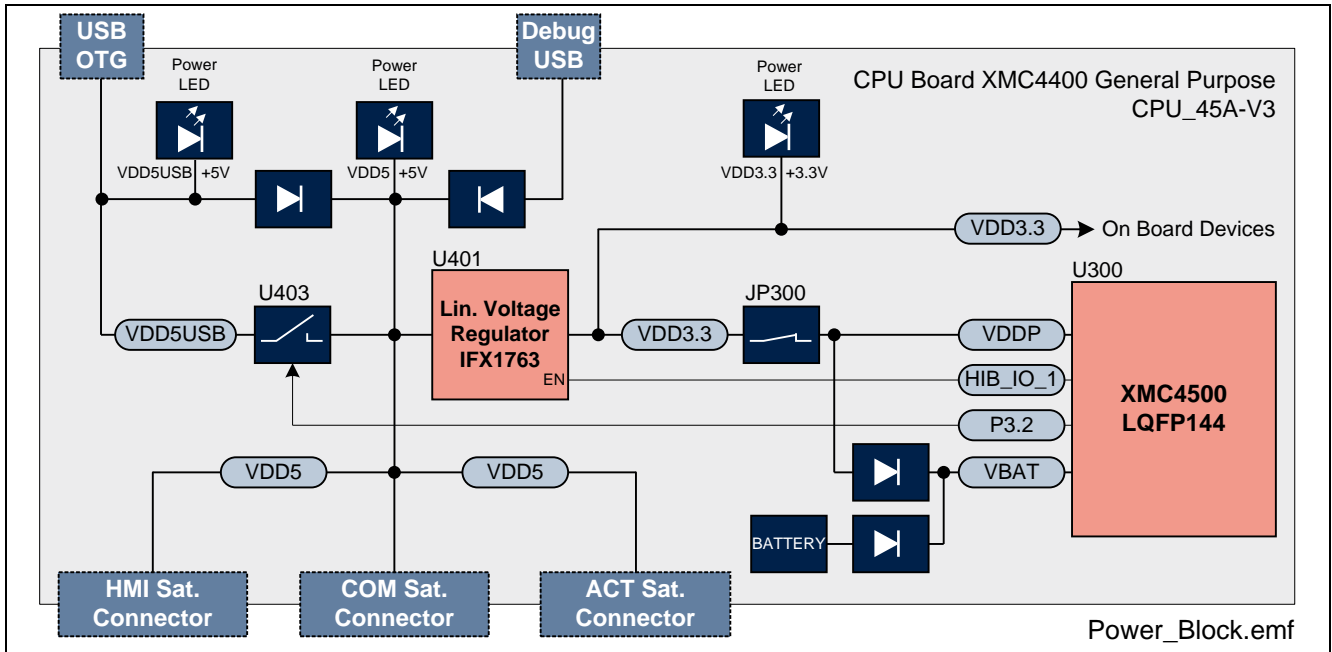 USB
OTG
Debug
USB
Power
LED
Power
LED
Power
LED
CPU Board XMC4400 General Purpose
CPU_45A-V3
VDD5USB +5V
VDD5 +5V
VDD3.3 +3.3V
VDD3.3
On Board Devices
U401
U300
U403
JP300
Lin. Voltage
Regulator
IFX1763
EN
VDD5USB
VDD3.3
VDDP
HIB_IO_1
P3.2
XMC4500
LQFP144
VDD5
VDD5
VBAT
BATTERY
HMI Sat.
Connector
COM Sat.
Connector
ACT Sat.
Connector
Power_Block.emf